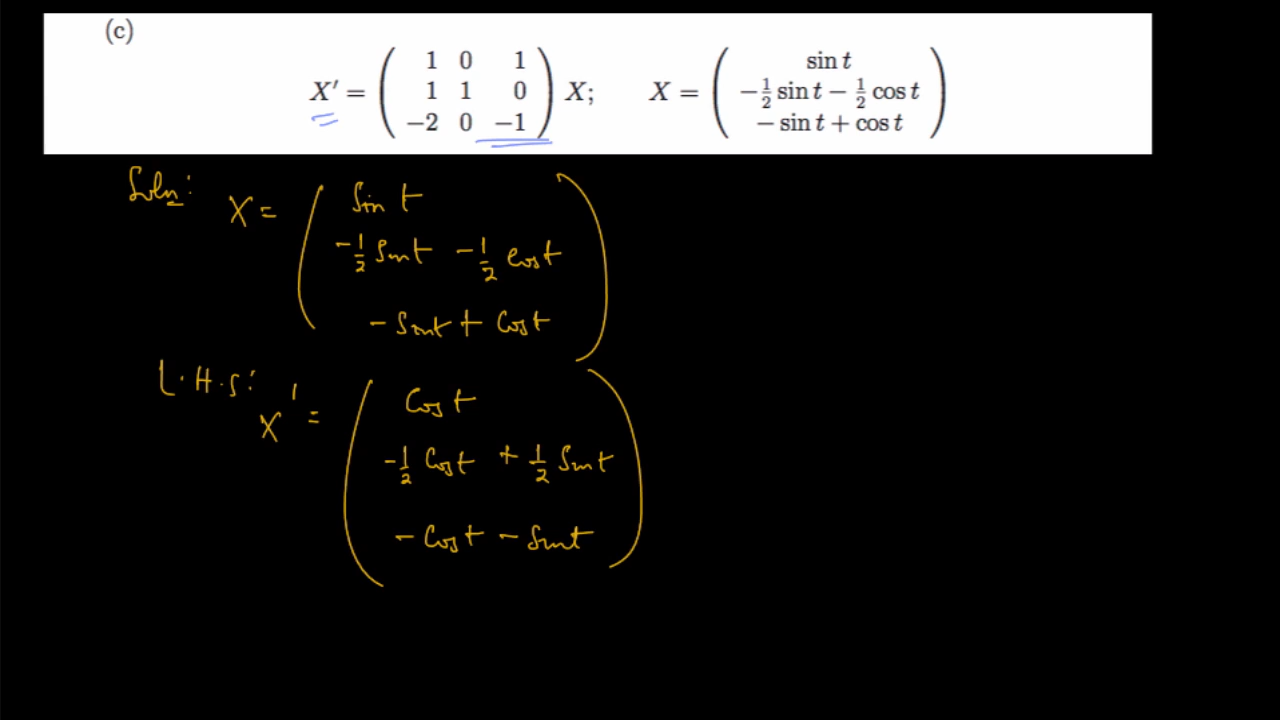 (c)
X′ = ( 1 0 1
1 1 0
−2 0 −1 ) X; X = ( sin t
−1/2 sin t − 1/2 cos t
− sin t + cos t )
Soln: X = ( Sin t
-1/2 Sint -1/2 Cost
- Sint + Cost )
L.H.S: X' = ( Cost
-1/2 Cost + 1/2 Sint
- Cost - Sint )